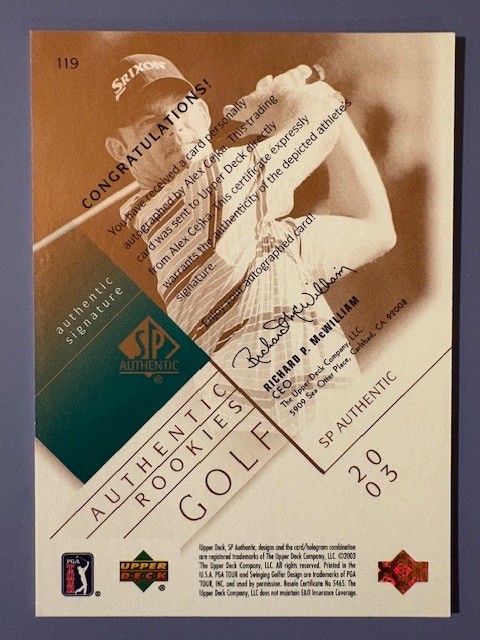 119
SRIXON
CONGRATULATIONS!
You have received a card personally
autographed by Alex Cejka. This trading
card was sent to Upper Deck directly
from Alex Cejka. This certificate expressly
warrants the authenticity of the depicted athlete's
signature.
Enjoy your autographed card!
Richard P. McWilliam
RICHARD P. McWILLIAM
CEO
The Upper Deck Company, LLC
5909 Sea Otter Place, Carlsbad, CA 92008
authentic
signature
SP
AUTHENTIC
®
AUTHENTIC
ROOKIES
GOLF
SP AUTHENTIC
20
03
PGA
TOUR
®
UPPER
DECK
®
Upper Deck, SP Authentic, designs and the card/hologram combination
are registered trademarks of The Upper Deck Company, LLC. ©2003
The Upper Deck Company, LLC. All rights reserved. Printed in the
U.S.A. PGA TOUR and Swinging Golfer Design are trademarks of PGA
TOUR, INC. and used by permission. Resale Certificate No 5465. The
Upper Deck Company, LLC does not maintain E&O Insurance Coverage.